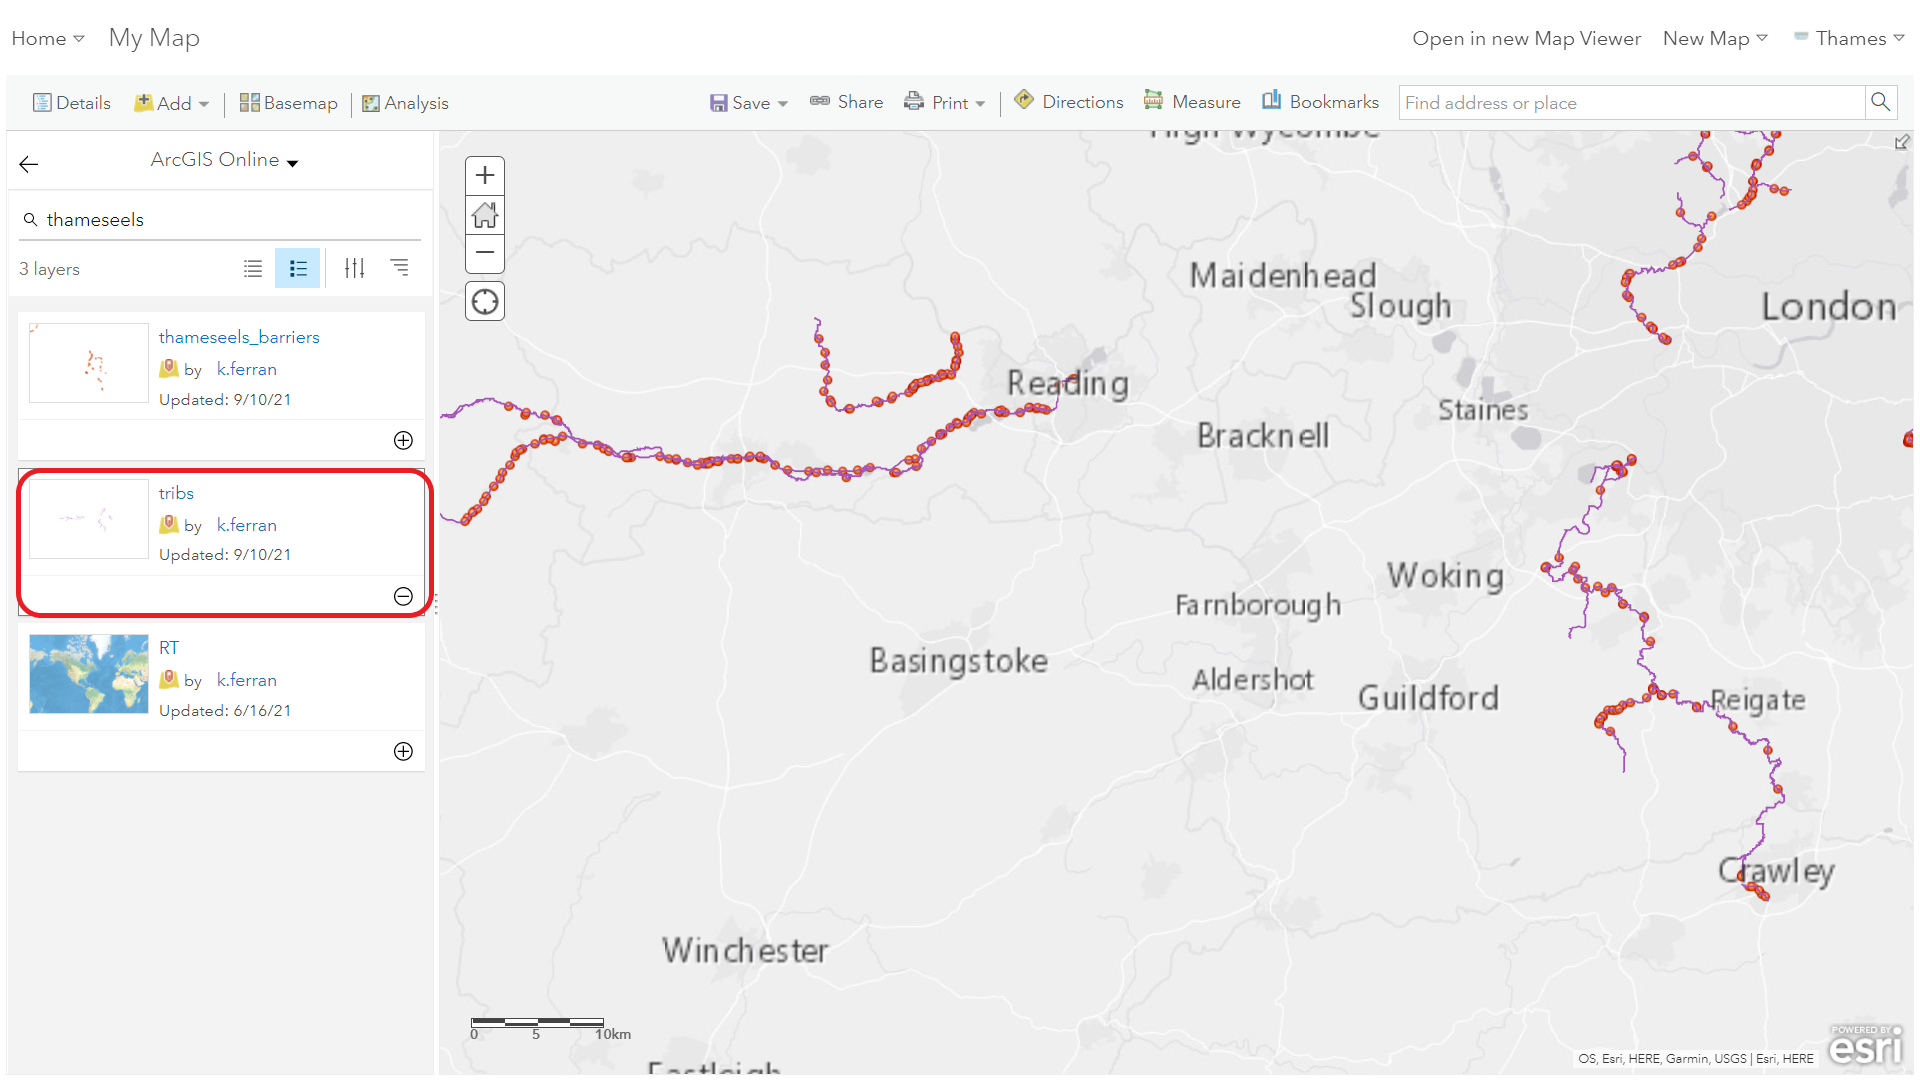 Home My Map Open in new Map Viewer New Map Thames
Details Add Basemap Analysis Save Share Print Directions Measure Bookmarks Find address or place
ArcGIS Online
thameseels
3 layers
thameseels_barriers
by k.ferran
Updated: 9/10/21
tribs
by k.ferran
Updated: 9/10/21
RT
by k.ferran
Updated: 6/16/21
High Wycombe
Maidenhead
Slough
London
Reading
Staines
Bracknell
Woking
Farnborough
Basingstoke
Aldershot
Guildford
Reigate
Crawley
Winchester
0 5 10km
Eastleigh
OS, Esri, HERE, Garmin, USGS | Esri, HERE
POWERED BY
esri